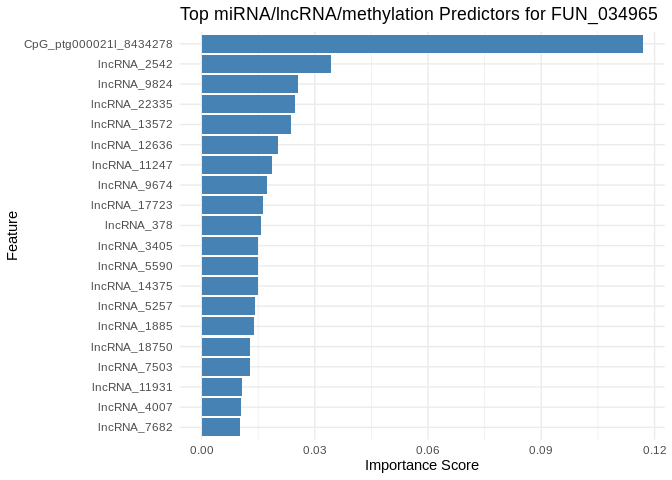 Top miRNA/lncRNA/methylation Predictors for FUN_034965
CpG_ptg000021l_8434278
lncRNA_2542
lncRNA_9824
lncRNA_22335
lncRNA_13572
lncRNA_12636
lncRNA_11247
lncRNA_9674
lncRNA_17723
lncRNA_378
lncRNA_3405
lncRNA_5590
lncRNA_14375
lncRNA_5257
lncRNA_1885
lncRNA_18750
lncRNA_7503
lncRNA_11931
lncRNA_4007
lncRNA_7682
Feature
0.00 0.03 0.06 0.09 0.12
Importance Score